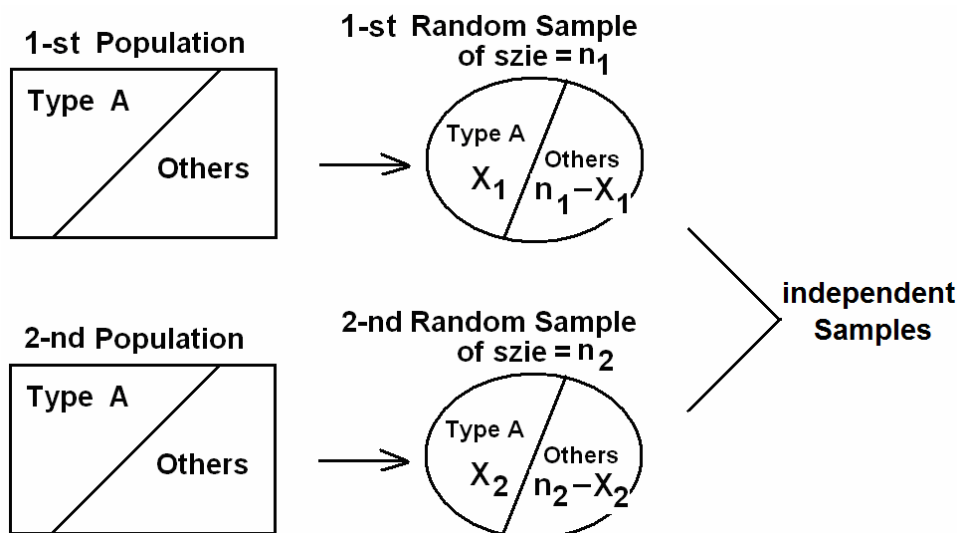 1-st Population
Type A
Others
1-st Random Sample
of szie = n₁
Type A
X₁
Others
n₁−X₁
independent
Samples
2-nd Population
Type A
Others
2-nd Random Sample
of szie = n₂
Type A
X₂
Others
n₂−X₂